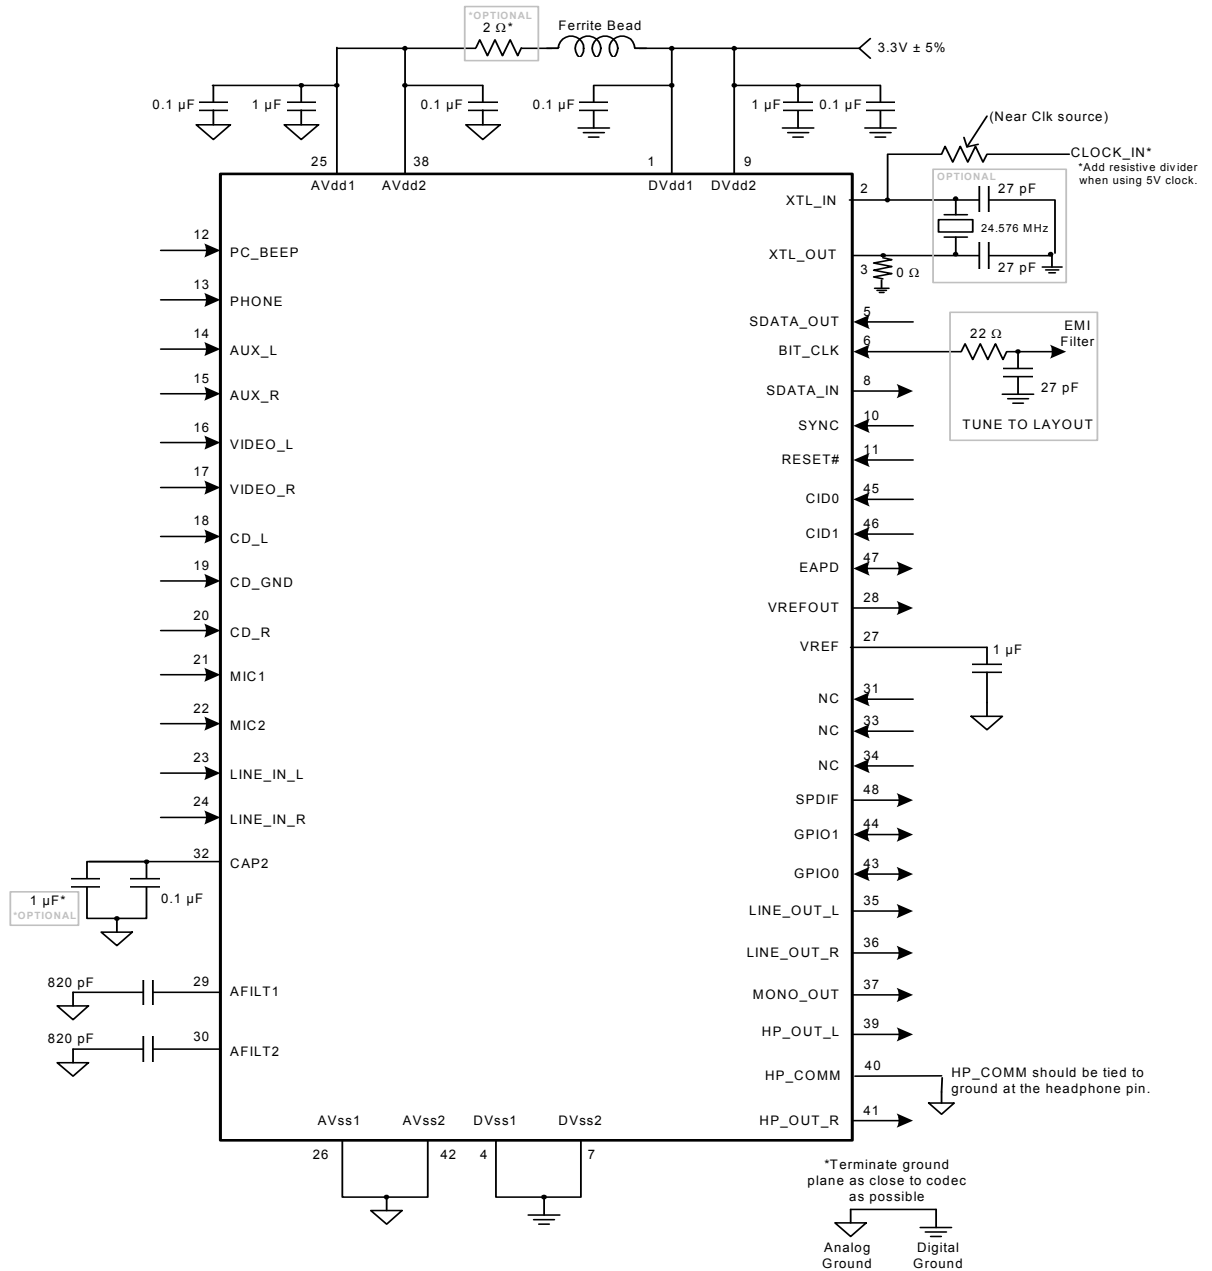 *OPTIONAL
2 Ω*
Ferrite Bead
3.3V ± 5%
0.1 µF
1 µF
0.1 µF
0.1 µF
1 µF
0.1 µF
(Near Clk source)
CLOCK_IN*
*Add resistive divider
when using 5V clock.
25
38
1
9
AVdd1
AVdd2
DVdd1
DVdd2
12
PC_BEEP
13
PHONE
14
AUX_L
15
AUX_R
16
VIDEO_L
17
VIDEO_R
18
CD_L
19
CD_GND
20
CD_R
21
MIC1
22
MIC2
23
LINE_IN_L
24
LINE_IN_R
32
CAP2
1 µF*
*OPTIONAL
0.1 µF
820 pF
29
AFILT1
820 pF
30
AFILT2
XTL_IN
2
OPTIONAL
27 pF
24.576 MHz
XTL_OUT
3
0 Ω
27 pF
SDATA_OUT
5
BIT_CLK
6
22 Ω
EMI
Filter
27 pF
TUNE TO LAYOUT
SDATA_IN
8
SYNC
10
RESET#
11
CID0
45
CID1
46
EAPD
47
VREFOUT
28
VREF
27
1 µF
NC
31
NC
33
NC
34
SPDIF
48
GPIO1
44
GPIO0
43
LINE_OUT_L
35
LINE_OUT_R
36
MONO_OUT
37
HP_OUT_L
39
HP_COMM
40
HP_COMM should be tied to
ground at the headphone pin.
HP_OUT_R
41
AVss1
AVss2
DVss1
DVss2
26
42
4
7
*Terminate ground
plane as close to codec
as possible
Analog
Ground
Digital
Ground